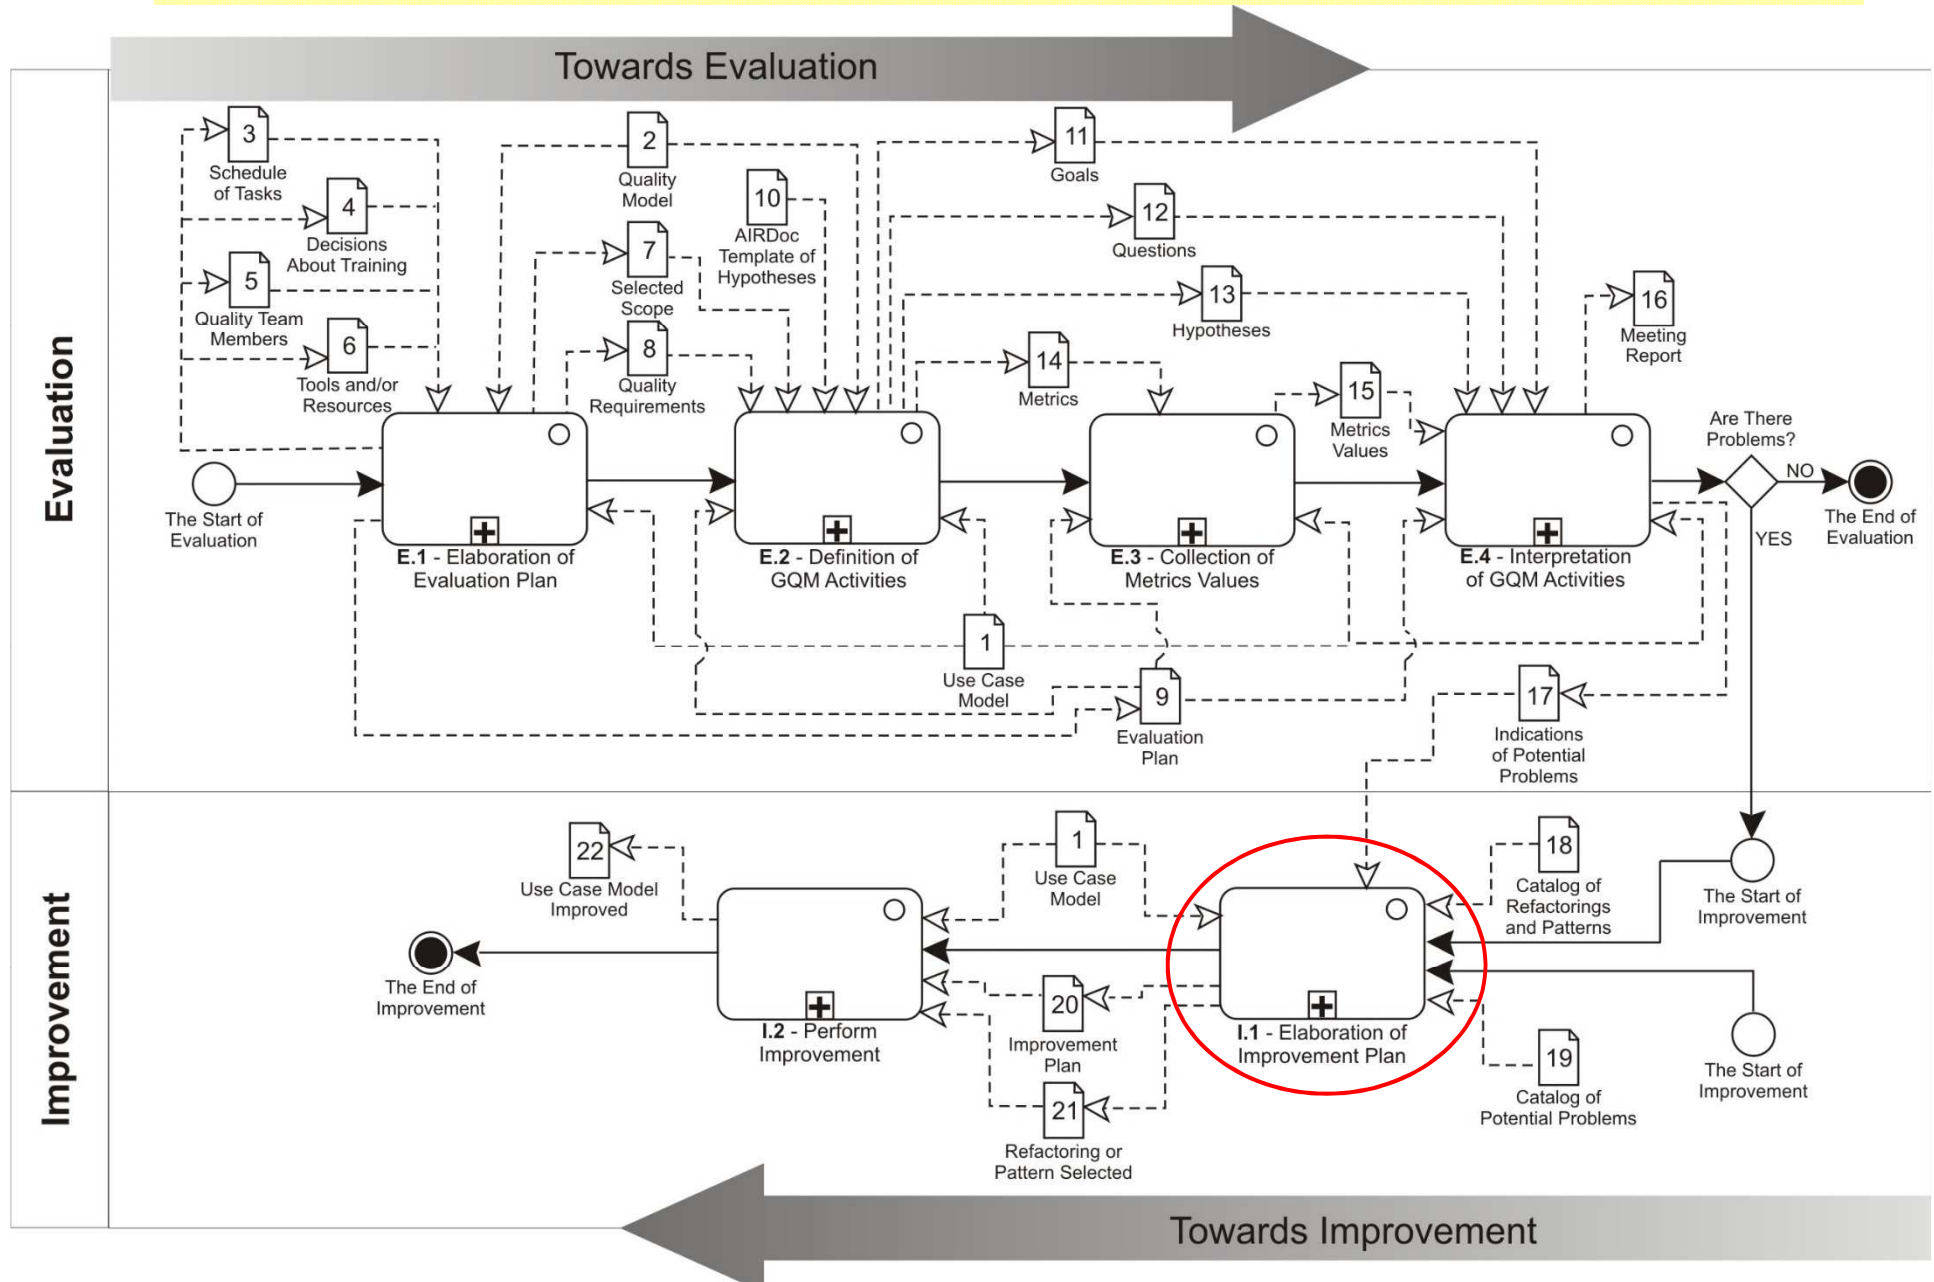 Towards Evaluation
Evaluation
3
Schedule
of Tasks
4
Decisions
About Training
5
Quality Team
Members
6
Tools and/or
Resources
2
Quality
Model
7
Selected
Scope
8
Quality
Requirements
10
AIRDoc
Template of
Hypotheses
11
Goals
12
Questions
13
Hypotheses
14
Metrics
15
Metrics
Values
16
Meeting
Report
The Start of
Evaluation
E.1 - Elaboration of
Evaluation Plan
E.2 - Definition of
GQM Activities
E.3 - Collection of
Metrics Values
E.4 - Interpretation
of GQM Activities
Are There
Problems?
NO
YES
The End of
Evaluation
1
Use Case
Model
9
Evaluation
Plan
17
Indications
of Potential
Problems
Improvement
22
Use Case Model
Improved
1
Use Case
Model
18
Catalog of
Refactorings
and Patterns
The Start of
Improvement
The End of
Improvement
I.2 - Perform
Improvement
20
Improvement
Plan
21
Refactoring or
Pattern Selected
I.1 - Elaboration of
Improvement Plan
19
Catalog of
Potential Problems
The Start of
Improvement
Towards Improvement